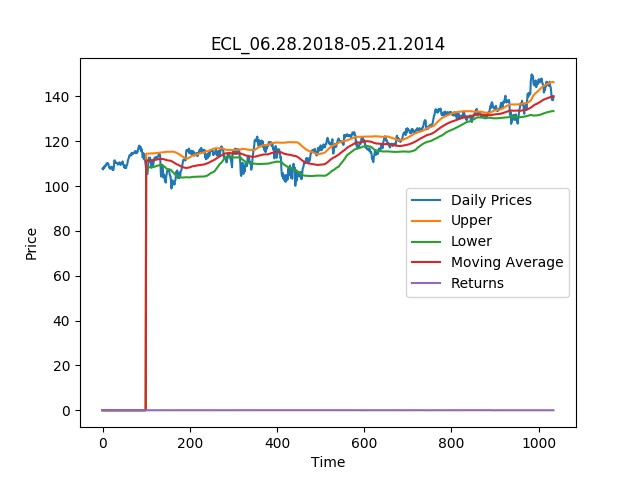 ECL_06.28.2018-05.21.2014
Price
140
120
100
80
60
40
20
0
Daily Prices
Upper
Lower
Moving Average
Returns
0 200 400 600 800 1000
Time